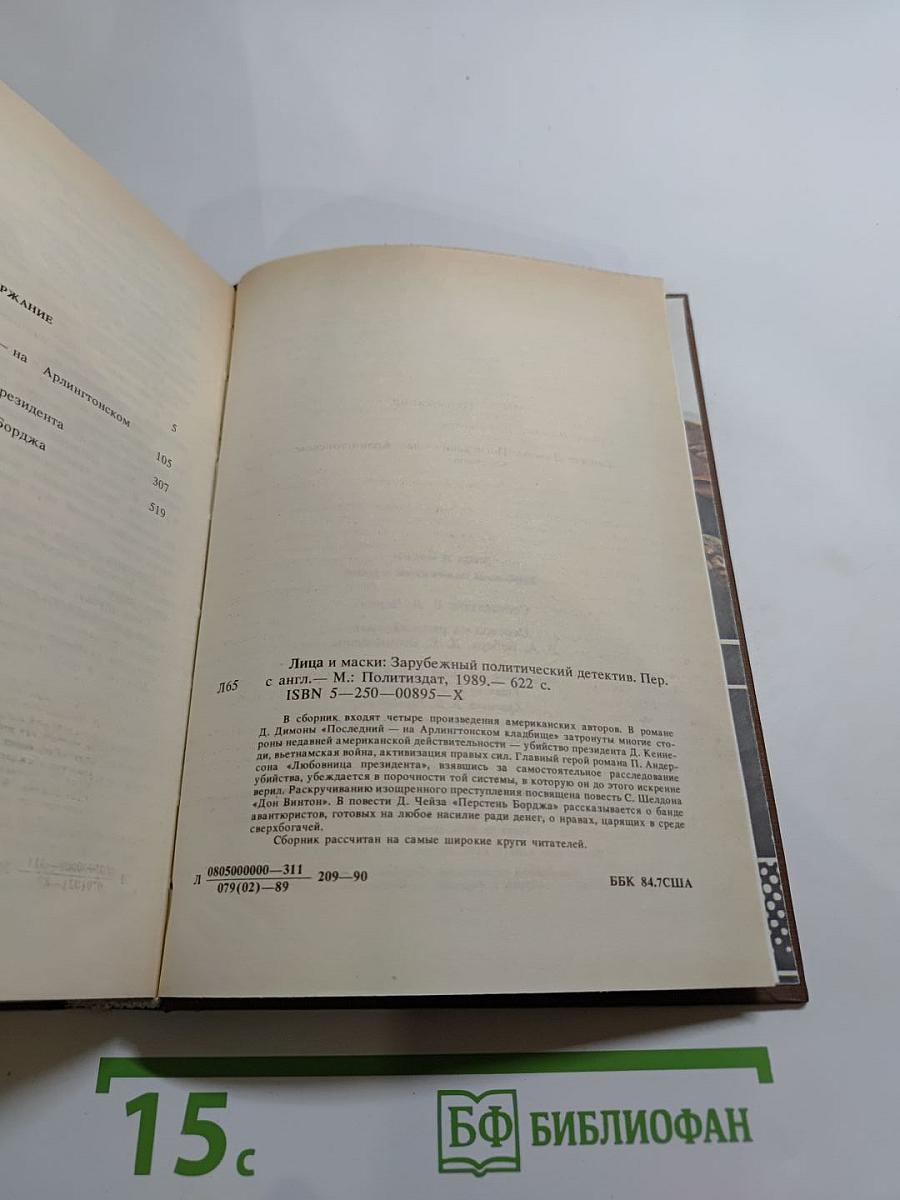 РЖАНИЕ
— на Арлингтонском
5
резидента
105
Борджа
307
519
Лица и маски: Зарубежный политический детектив. Пер.
Л65 с англ.— М.: Политиздат, 1989.— 622 с.
ISBN 5—250—00895—X
В сборник входят четыре произведения американских авторов. В романе
Д. Димоны «Последний — на Арлингтонском кладбище» затронуты многие сто-
роны недавней американской действительности — убийство президента Д. Кенне-
ди, вьетнамская война, активизация правых сил. Главный герой романа П. Андер-
сона «Любовница президента», взявшись за самостоятельное расследование
убийства, убеждается в порочности той системы, в которую он до этого искренне
верил. Раскручиванию изощренного преступления посвящена повесть С. Шелдона
«Дон Винтон». В повести Д. Чейза «Перстень Борджа» рассказывается о банде
авантюристов, готовых на любое насилие ради денег, о нравах, царящих в среде
сверхбогачей.
Сборник рассчитан на самые широкие круги читателей.
Л 0805000000—311
079(02)—89
209—90
ББК 84.7США
15с
БФ БИБЛИОФАН